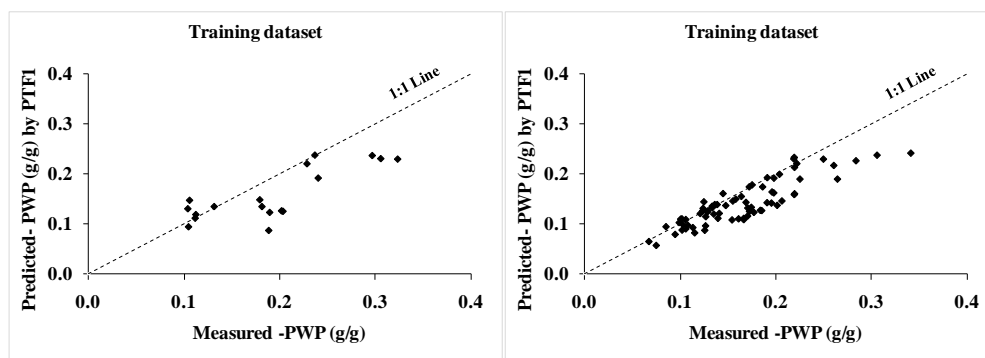 Training dataset
Predicted- PWP (g/g) by PTF1
0.4
0.3
0.2
0.1
0.0
1:1 Line
0.0 0.1 0.2 0.3 0.4
Measured -PWP (g/g)
Training dataset
Predicted- PWP (g/g) by PTF1
0.4
0.3
0.2
0.1
0.0
1:1 Line
0.0 0.1 0.2 0.3 0.4
Measured -PWP (g/g)